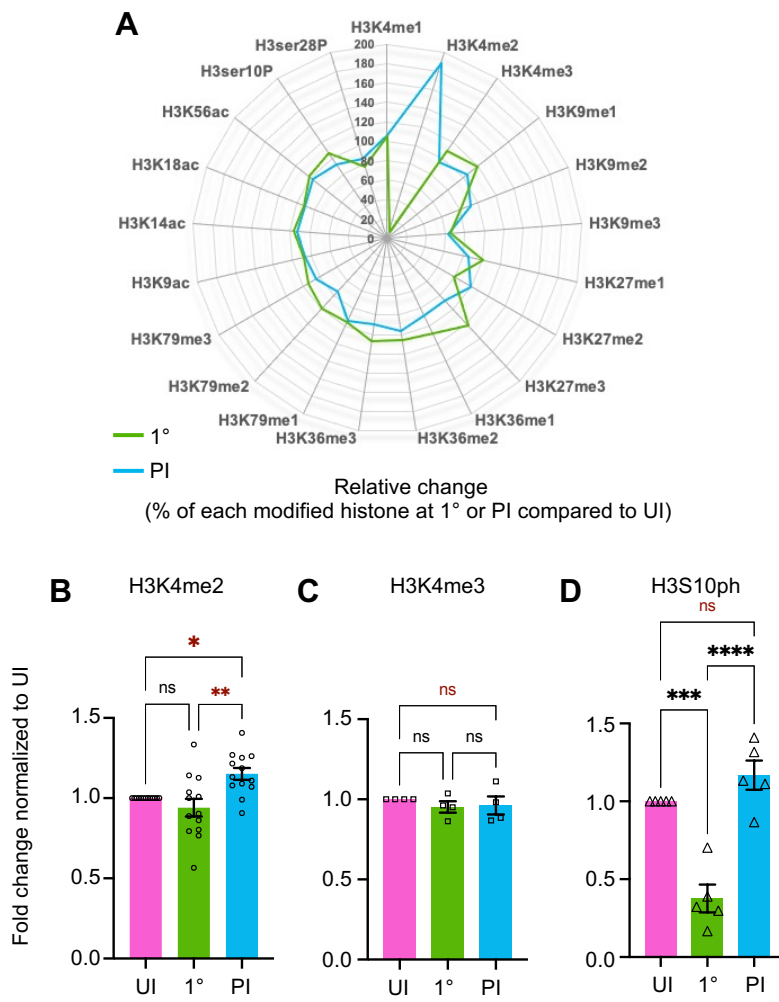 A
H3K4me1
H3K4me2
H3K4me3
H3K9me1
H3K9me2
H3K9me3
H3K27me1
H3K27me2
H3K27me3
H3K36me1
H3K36me2
H3K36me3
H3K79me1
H3K79me2
H3K79me3
H3K9ac
H3K14ac
H3K18ac
H3K56ac
H3ser10P
H3ser28P
200
180
160
140
120
100
80
60
40
20
0
1°
PI
Relative change
(% of each modified histone at 1° or PI compared to UI)
B
H3K4me2
*
ns
**
Fold change normalized to UI
1.5
1.0
0.5
0.0
UI 1° PI
C
H3K4me3
ns
ns ns
1.5
1.0
0.5
0.0
UI 1° PI
D
H3S10ph
ns
****
***
1.5
1.0
0.5
0.0
UI 1° PI